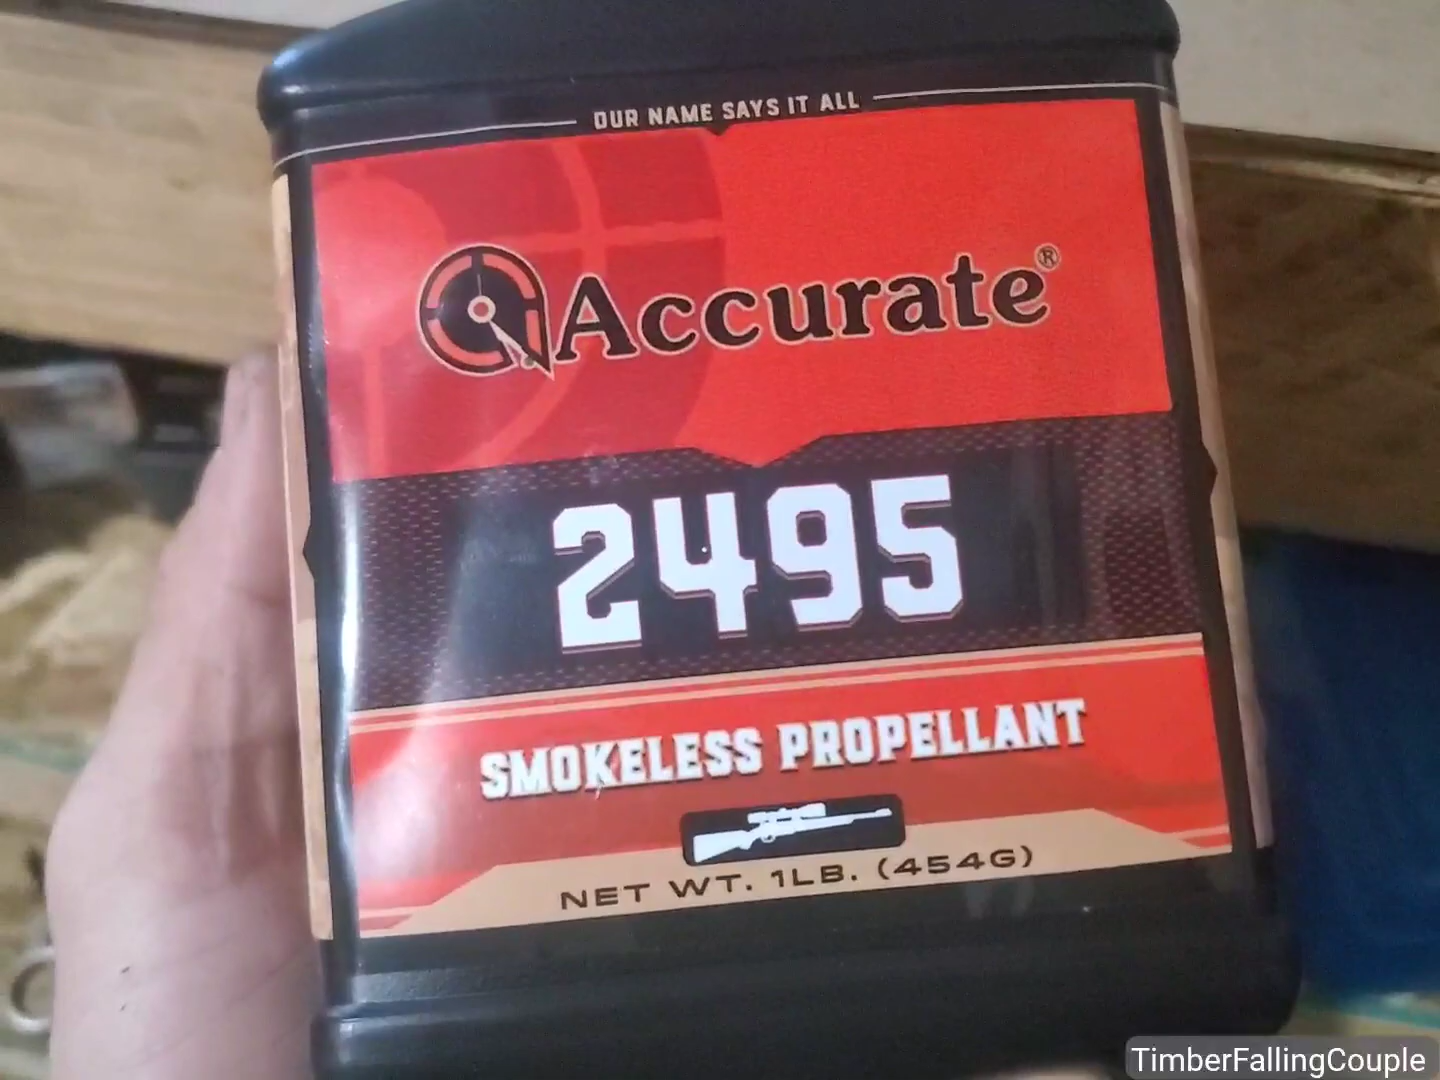 OUR NAME SAYS IT ALL
Accurate®
2495
SMOKELESS PROPELLANT
NET WT. 1LB. (454G)
TimberFallingCouple